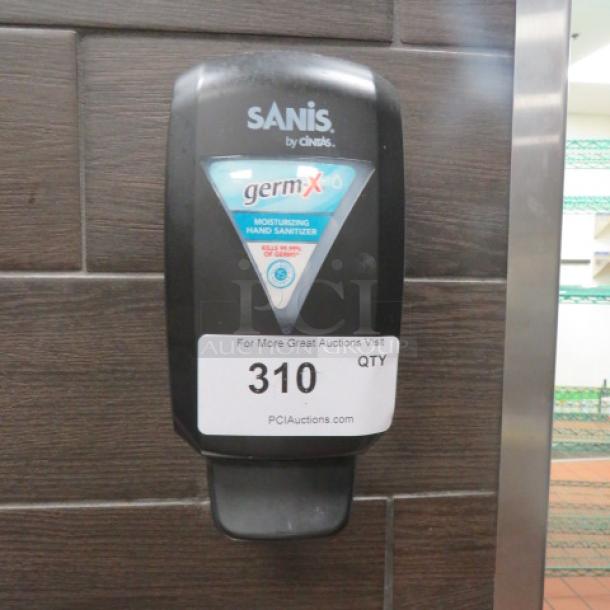 SANiS
by CINTAS
germ-X
MOISTURIZING
HAND SANITIZER
KILLS 99.99%
OF GERMS*
PCI
AUCTION GROUP
For More Great Auctions Visit
310
QTY
PCIAuctions.com